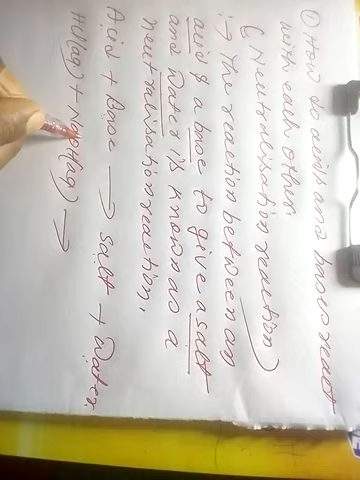 ① How do acids and bases react
with each other
(Neutralisation reaction)
:→ The reaction between an
acid & a base to give a salt
and water is known as a
neutralisation reaction.
Acid + Base → salt + Water
HCl(aq) + NaOH(aq) →